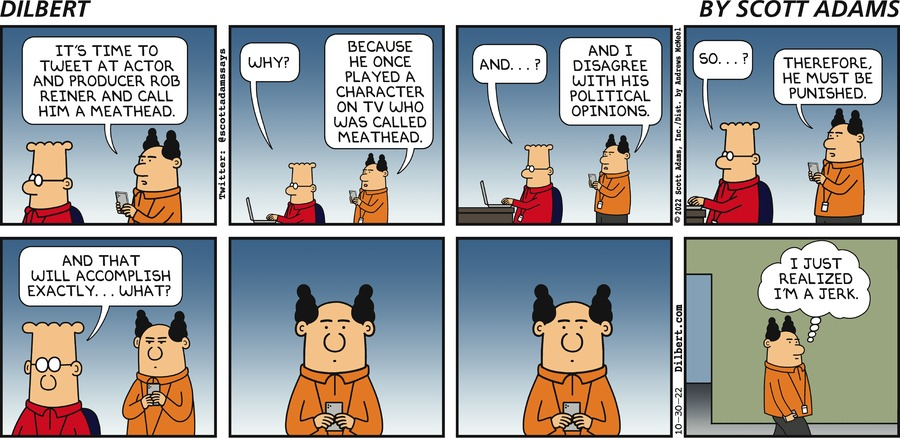 DILBERT
BY SCOTT ADAMS
IT'S TIME TO
TWEET AT ACTOR
AND PRODUCER ROB
REINER AND CALL
HIM A MEATHEAD.
Twitter: @scottadamssays
WHY?
BECAUSE
HE ONCE
PLAYED A
CHARACTER
ON TV WHO
WAS CALLED
MEATHEAD.
AND...?
AND I
DISAGREE
WITH HIS
POLITICAL
OPINIONS.
©2022 Scott Adams, Inc./Dist. by Andrews McMeel
SO...?
THEREFORE,
HE MUST BE
PUNISHED.
AND THAT
WILL ACCOMPLISH
EXACTLY...WHAT?
10-30-22 Dilbert.com
I JUST
REALIZED
I'M A JERK.